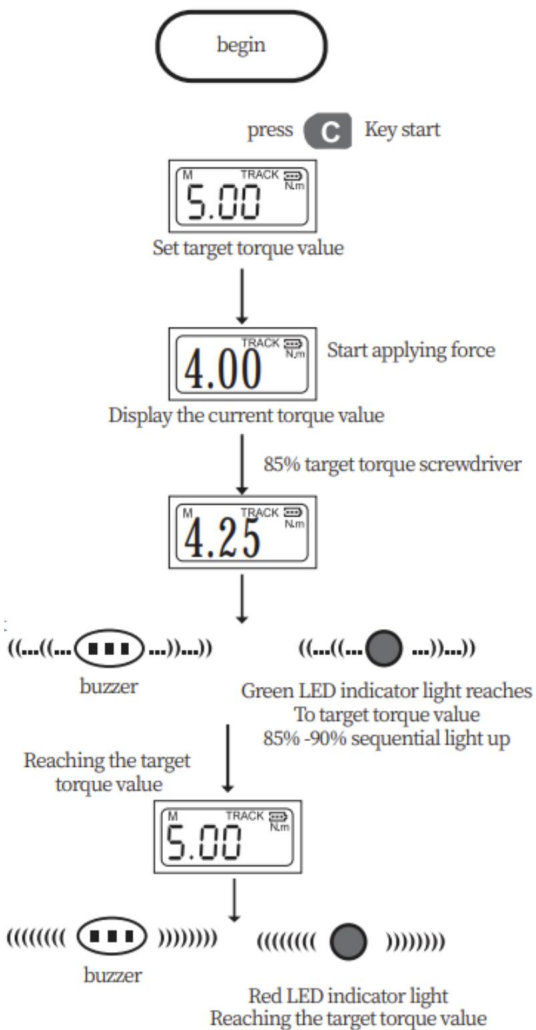 begin
press C Key start
M TRACK
N.m
5.00
Set target torque value
TRACK
N.m
4.00
Start applying force
Display the current torque value
85% target torque screwdriver
M TRACK
N.m
4.25
((...((... ...))...)) ((...((... ...))...))
buzzer
Green LED indicator light reaches
To target torque value
85% -90% sequential light up
Reaching the target
torque value
M TRACK
N.m
5.00
(((((((( )))))))) (((((((( ))))))))
buzzer
Red LED indicator light
Reaching the target torque value